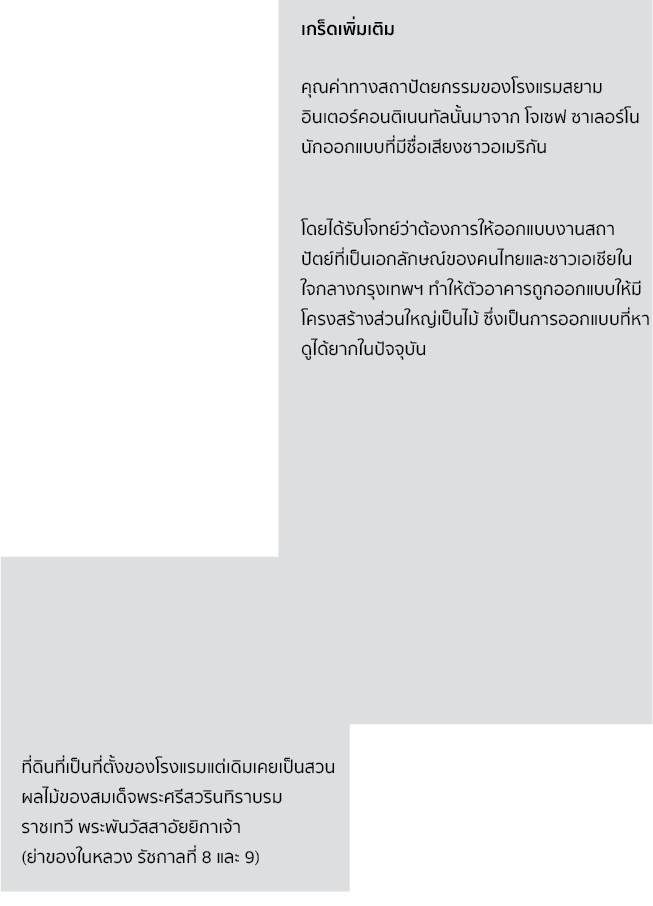 เกร็ดเพิ่มเติม
คุณค่าทางสถาปัตยกรรมของโรงแรมสยาม
อินเตอร์คอนติเนนทัลนั้นมาจาก โจเซฟ ซาเลอร์โน
นักออกแบบที่มีชื่อเสียงชาวอเมริกัน
โดยได้รับโจทย์ว่าต้องการให้ออกแบบงานสถา
ปัตย์ที่เป็นเอกลักษณ์ของคนไทยและชาวเอเชียใน
ใจกลางกรุงเทพฯ ทำให้ตัวอาคารถูกออกแบบให้มี
โครงสร้างส่วนใหญ่เป็นไม้ ซึ่งเป็นการออกแบบที่หา
ดูได้ยากในปัจจุบัน
ที่ดินที่เป็นที่ตั้งของโรงแรมแต่เดิมเคยเป็นสวน
ผลไม้ของสมเด็จพระศรีสวรินทิราบรม
ราชเทวี พระพันวัสสาอัยยิกาเจ้า
(ย่าของในหลวง รัชกาลที่ 8 และ 9)